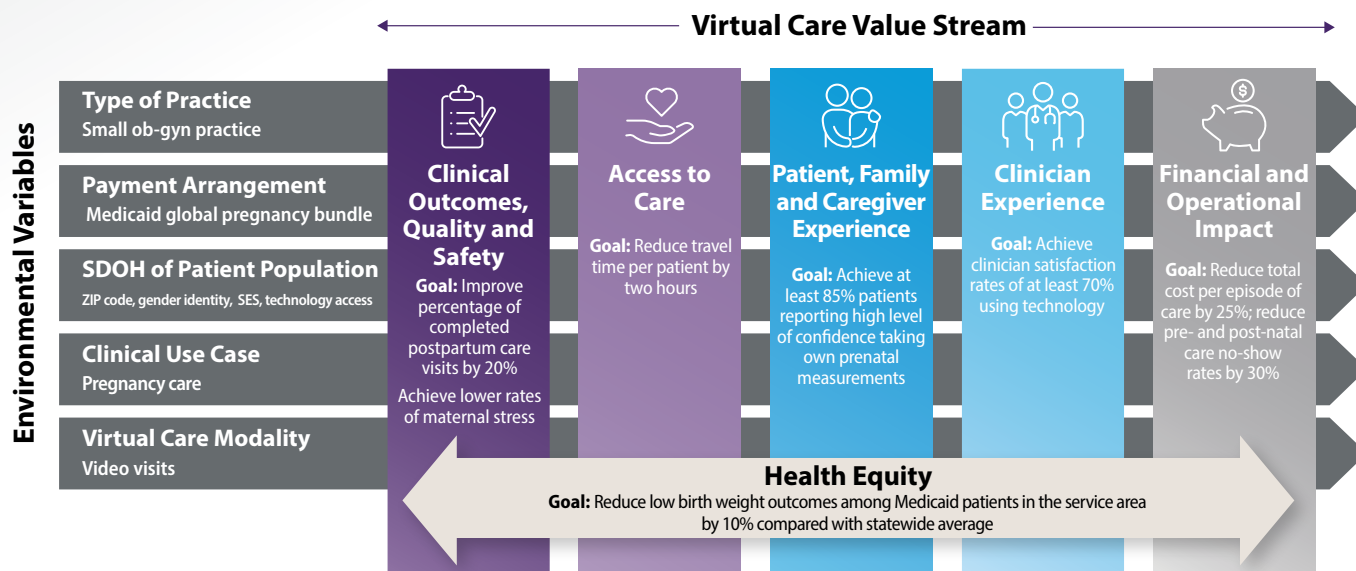 Virtual Care Value Stream
Environmental Variables
Type of Practice
Small ob-gyn practice
Payment Arrangement
Medicaid global pregnancy bundle
SDOH of Patient Population
ZIP code, gender identity, SES, technology access
Clinical Use Case
Pregnancy care
Virtual Care Modality
Video visits
Clinical
Outcomes,
Quality and
Safety
Goal: Improve
percentage of
completed
postpartum care
visits by 20%
Achieve lower rates
of maternal stress
Access to
Care
Goal: Reduce travel
time per patient by
two hours
Patient, Family
and Caregiver
Experience
Goal: Achieve at
least 85% patients
reporting high level
of confidence taking
own prenatal
measurements
Clinician
Experience
Goal: Achieve
clinician satisfaction
rates of at least 70%
using technology
$
Financial and
Operational
Impact
Goal: Reduce total
cost per episode of
care by 25%; reduce
pre- and post-natal
care no-show
rates by 30%
Health Equity
Goal: Reduce low birth weight outcomes among Medicaid patients in the service area
by 10% compared with statewide average